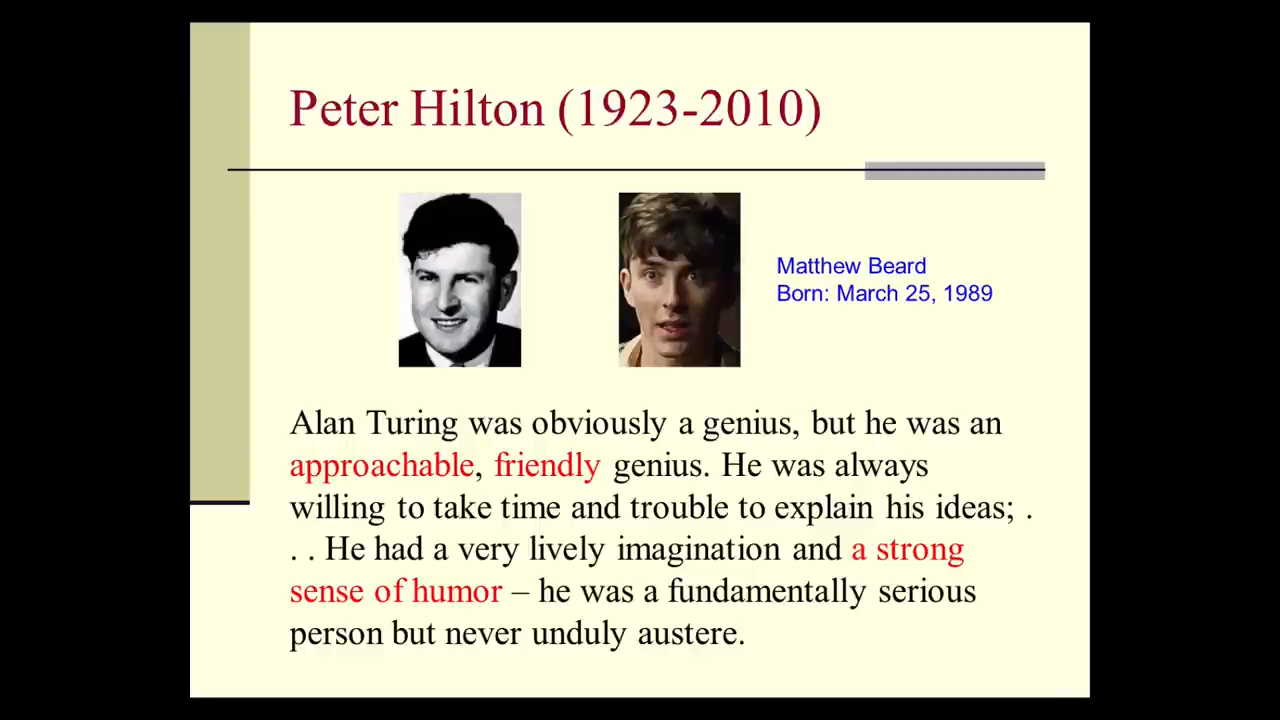 Peter Hilton (1923-2010)
Matthew Beard
Born: March 25, 1989
Alan Turing was obviously a genius, but he was an
approachable, friendly genius. He was always
willing to take time and trouble to explain his ideas; .
. . He had a very lively imagination and a strong
sense of humor – he was a fundamentally serious
person but never unduly austere.